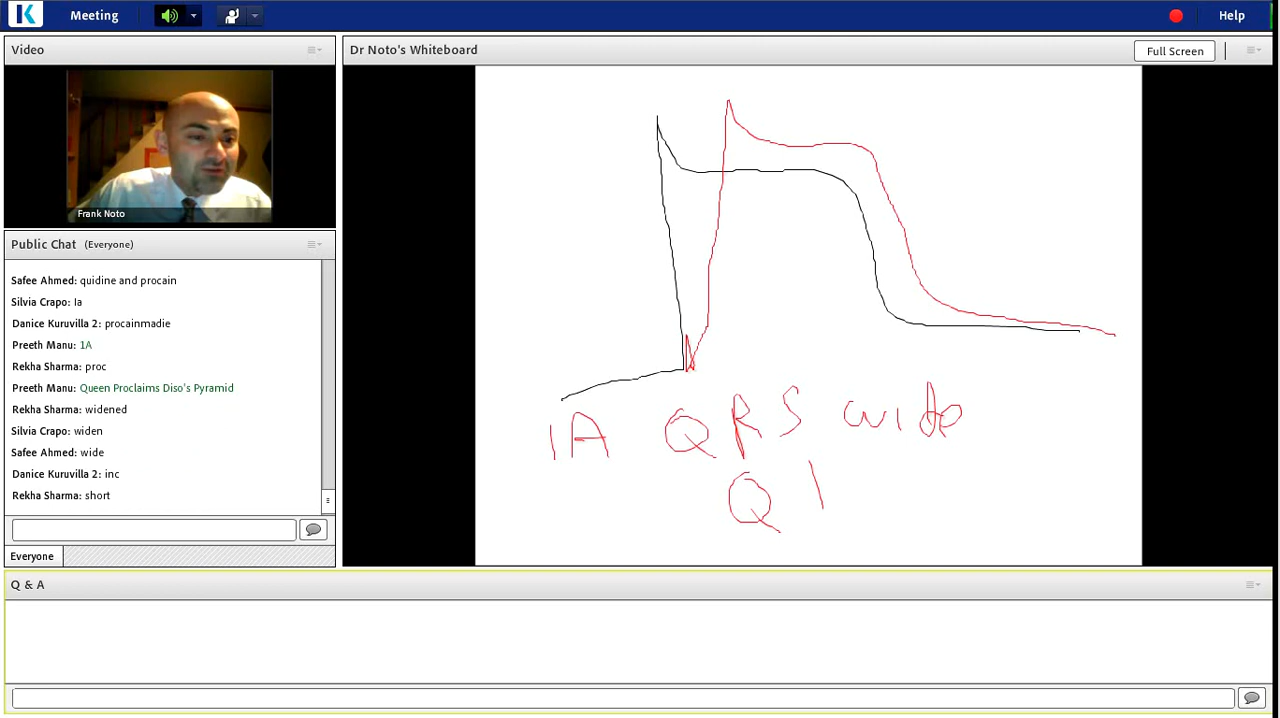 K Meeting Help
Video
Frank Noto
Public Chat (Everyone)
Safee Ahmed: quidine and procain
Silvia Crapo: Ia
Danice Kuruvilla 2: procainmadie
Preeth Manu: 1A
Rekha Sharma: proc
Preeth Manu: Queen Proclaims Diso's Pyramid
Rekha Sharma: widened
Silvia Crapo: widen
Safee Ahmed: wide
Danice Kuruvilla 2: inc
Rekha Sharma: short
Everyone
Dr Noto's Whiteboard Full Screen
1A QRS wide
Q \
Q & A